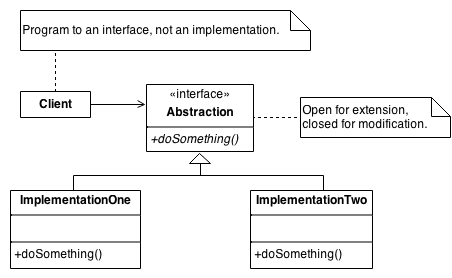 Program to an interface, not an implementation.
Client
«interface»
Abstraction
+doSomething()
Open for extension,
closed for modification.
ImplementationOne
+doSomething()
ImplementationTwo
+doSomething()